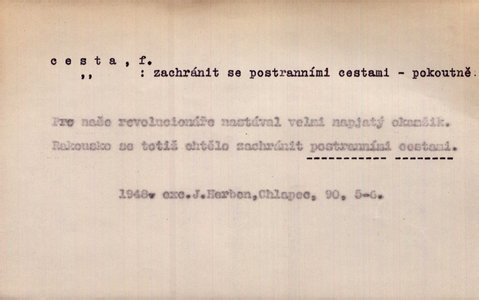 cesta, f.
,, : zachránit se postranními cestami - pokoutně.
Pro naše revolucionáře nastával velmi napjatý okamžik.
Rakousko se totiž chtělo zachránit postranními cestami.
1948. exc.J.Herben,Chlapec, 90, 5-6.